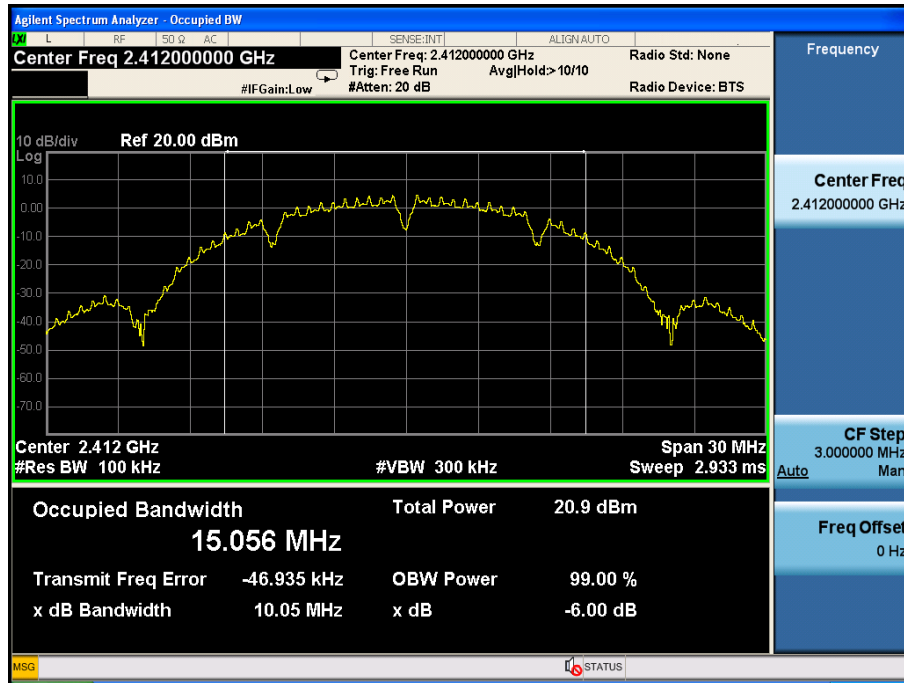 Agilent Spectrum Analyzer - Occupied BW
LXI L RF 50 Ω AC SENSE:INT ALIGN AUTO
Center Freq 2.412000000 GHz
Center Freq: 2.412000000 GHz Radio Std: None
Trig: Free Run Avg|Hold:> 10/10
#IFGain:Low #Atten: 20 dB Radio Device: BTS
10 dB/div Ref 20.00 dBm
Log
10.0
0.00
-10.0
-20.0
-30.0
-40.0
-50.0
-60.0
-70.0
Center 2.412 GHz Span 30 MHz
#Res BW 100 kHz #VBW 300 kHz Sweep 2.933 ms
Occupied Bandwidth Total Power 20.9 dBm
15.056 MHz
Transmit Freq Error -46.935 kHz OBW Power 99.00 %
x dB Bandwidth 10.05 MHz x dB -6.00 dB
MSG STATUS
Frequency
Center Freq
2.412000000 GHz
CF Step
3.000000 MHz
Auto Man
Freq Offset
0 Hz